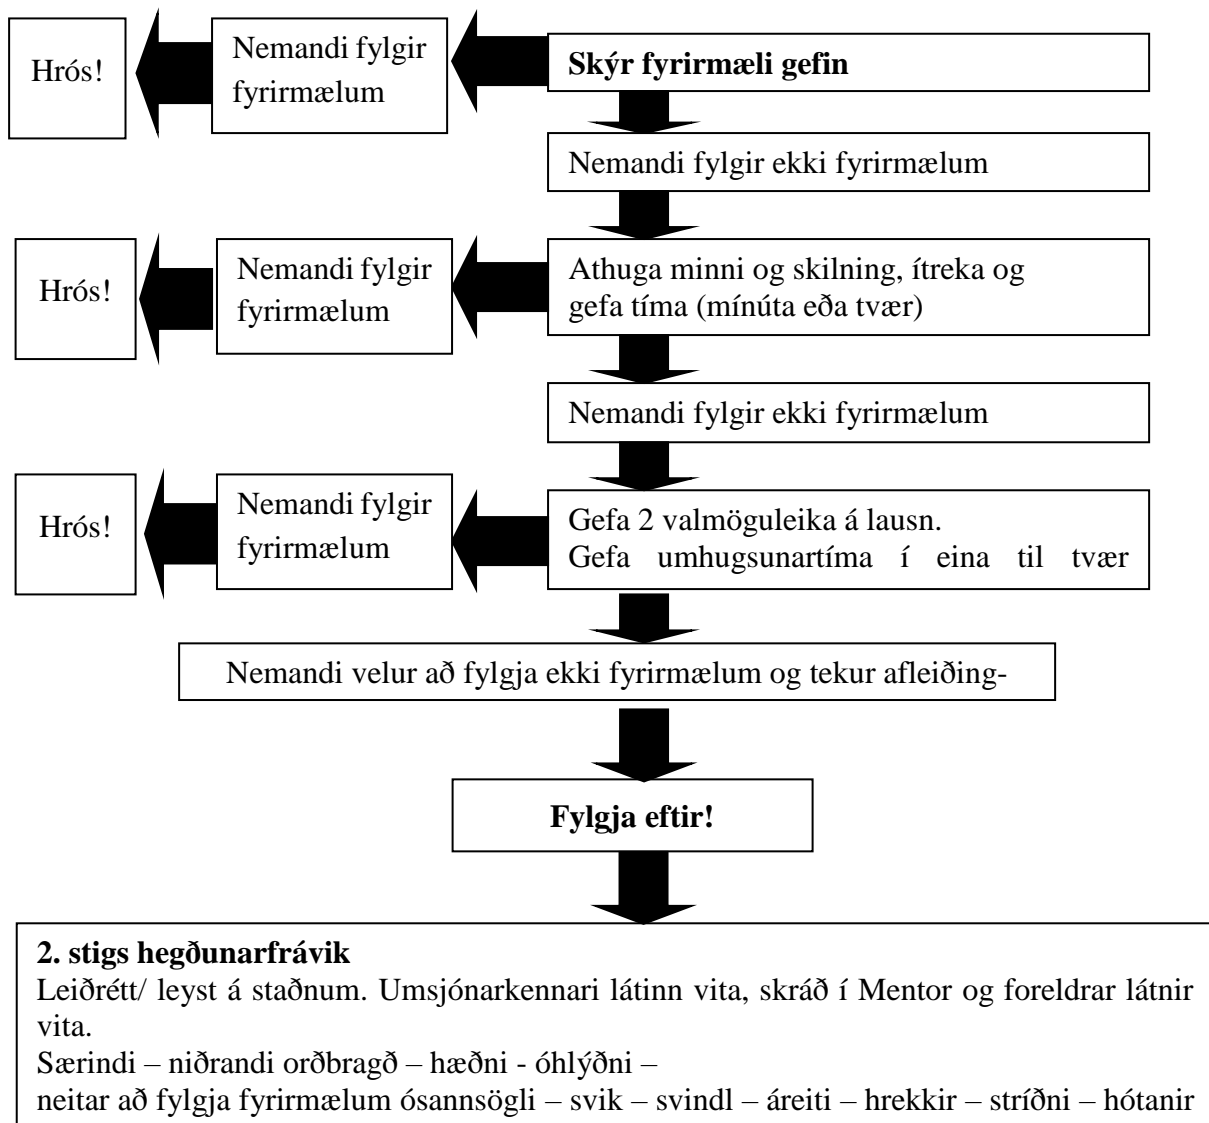 Skýr fyrirmæli gefin
Nemandi fylgir
fyrirmælum
Hrós!
Nemandi fylgir ekki fyrirmælum
Athuga minni og skilning, ítreka og
gefa tíma (mínúta eða tvær)
Nemandi fylgir
fyrirmælum
Hrós!
Nemandi fylgir ekki fyrirmælum
Gefa 2 valmöguleika á lausn.
Gefa umhugsunartíma í eina til tvær
Nemandi fylgir
fyrirmælum
Hrós!
Nemandi velur að fylgja ekki fyrirmælum og tekur afleiðing-
Fylgja eftir!
2. stigs hegðunarfrávik
Leiðrétt/ leyst á staðnum. Umsjónarkennari látinn vita, skráð í Mentor og foreldrar látnir
vita.
Særindi – niðrandi orðbragð – hæðni - óhlýðni –
neitar að fylgja fyrirmælum ósannsögli – svik – svindl – áreiti – hrekkir – stríðni – hótanir